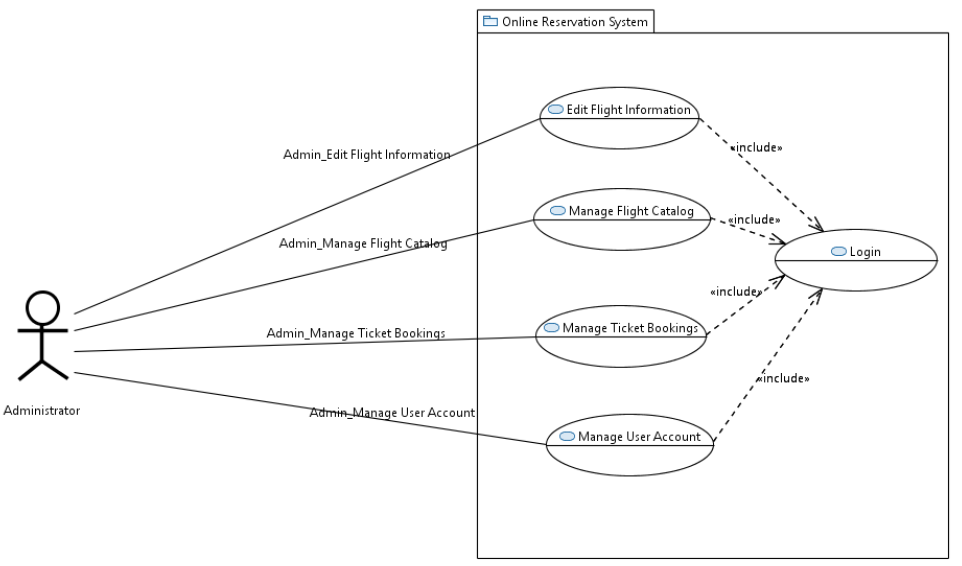 Online Reservation System
Edit Flight Information
Admin_Edit Flight Information
«include»
Manage Flight Catalog
«include»
Admin_Manage Flight Catalog
Login
«include»
Manage Ticket Bookings
Admin_Manage Ticket Bookings
«include»
Administrator
Admin_Manage User Account
Manage User Account